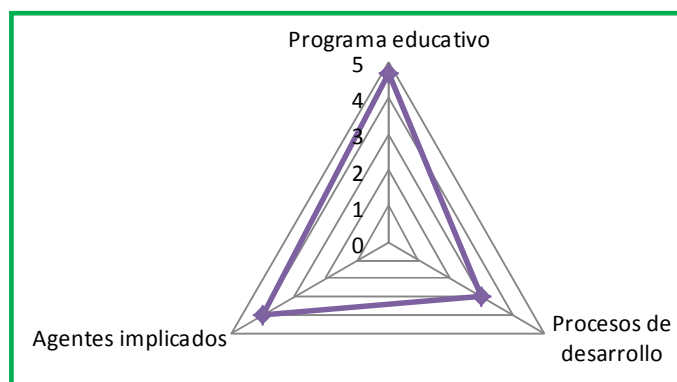 Programa educativo
5
4
3
2
1
0
Agentes implicados
Procesos de
desarrollo